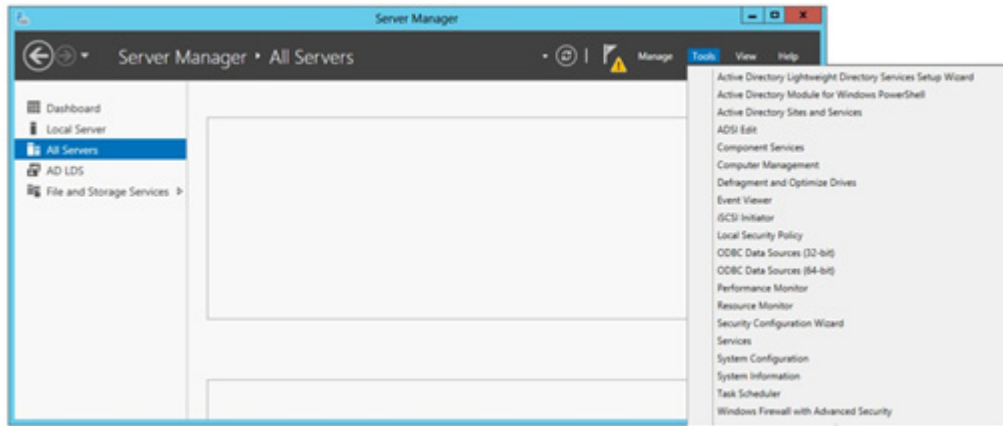 Server Manager
Server Manager • All Servers
Manage Tools View Help
Dashboard
Local Server
All Servers
AD LDS
File and Storage Services
Active Directory Lightweight Directory Services Setup Wizard
Active Directory Module for Windows PowerShell
Active Directory Sites and Services
ADSI Edit
Component Services
Computer Management
Defragment and Optimize Drives
Event Viewer
iSCSI Initiator
Local Security Policy
ODBC Data Sources (32-bit)
ODBC Data Sources (64-bit)
Performance Monitor
Resource Monitor
Security Configuration Wizard
Services
System Configuration
System Information
Task Scheduler
Windows Firewall with Advanced Security